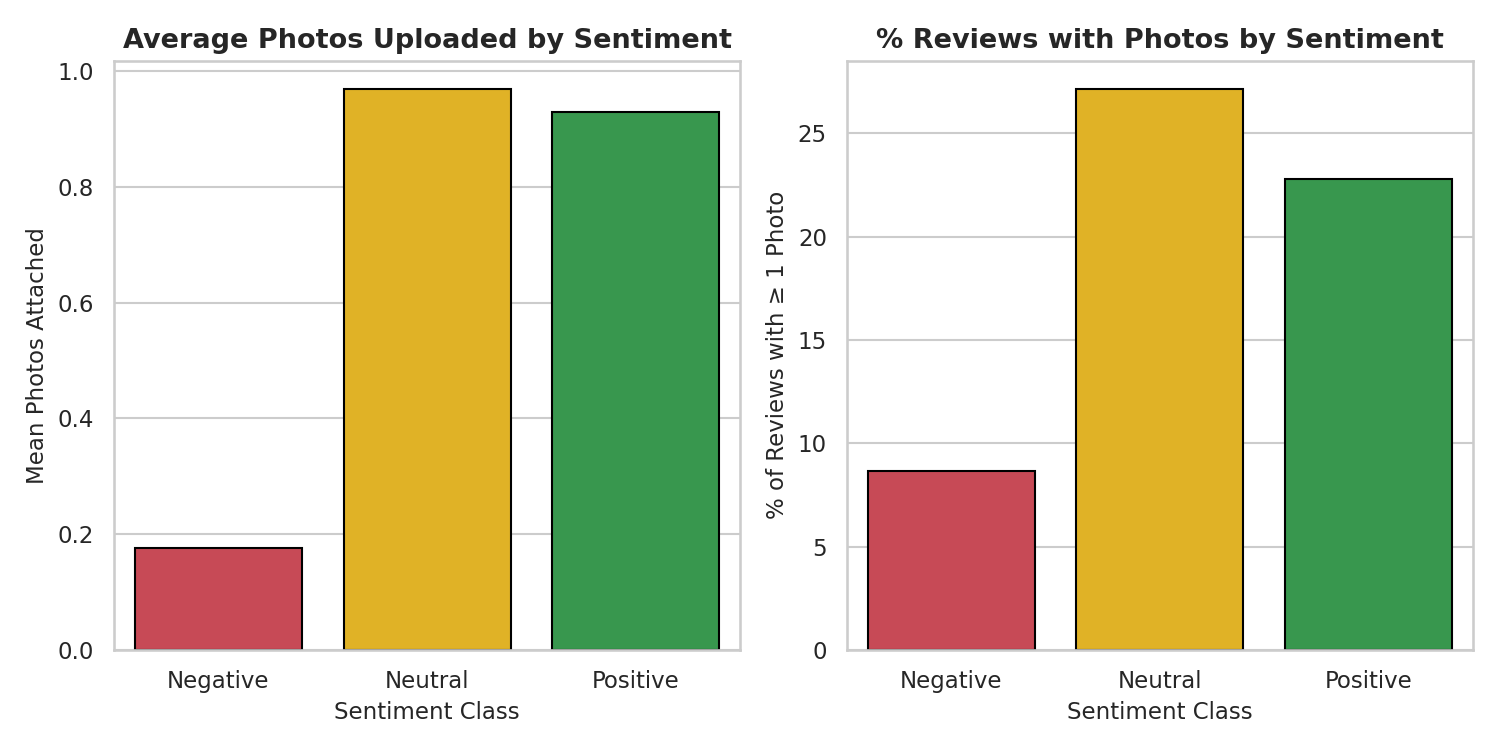 Average Photos Uploaded by Sentiment
Mean Photos Attached
1.0
0.8
0.6
0.4
0.2
0.0
Negative Neutral Positive
Sentiment Class
% Reviews with Photos by Sentiment
% of Reviews with ≥ 1 Photo
25
20
15
10
5
0
Negative Neutral Positive
Sentiment Class